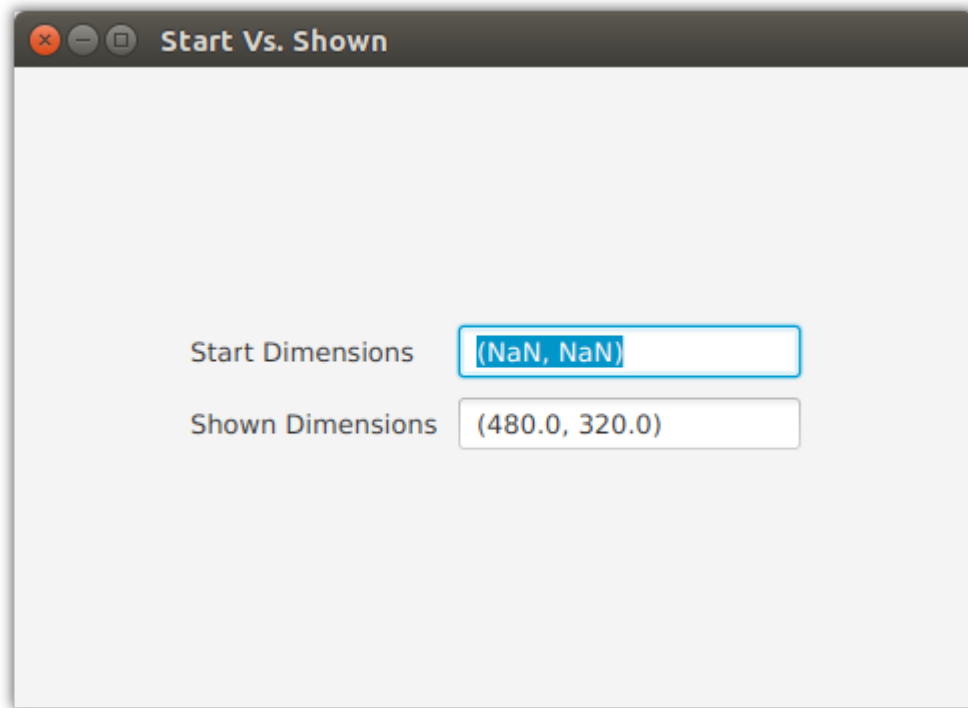 Start Vs. Shown
Start Dimensions (NaN, NaN)
Shown Dimensions (480.0, 320.0)